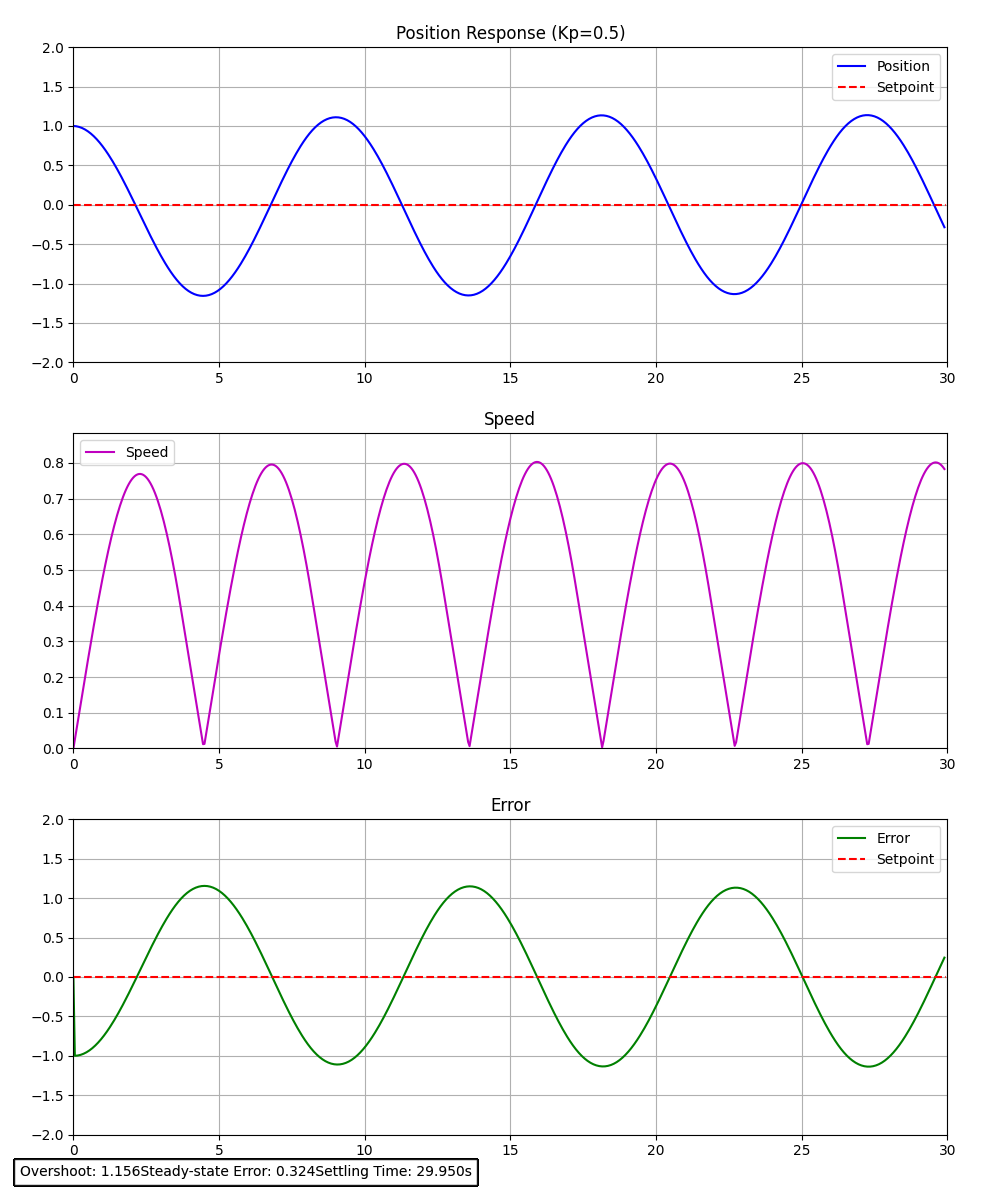 Position Response (Kp=0.5)
2.0
1.5
1.0
0.5
0.0
−0.5
−1.0
−1.5
−2.0
Position
Setpoint
0 5 10 15 20 25 30
Speed
0.8
0.7
0.6
0.5
0.4
0.3
0.2
0.1
0.0
Speed
0 5 10 15 20 25 30
Error
2.0
1.5
1.0
0.5
0.0
−0.5
−1.0
−1.5
−2.0
Error
Setpoint
0 5 10 15 20 25 30
Overshoot: 1.156Steady-state Error: 0.324Settling Time: 29.950s